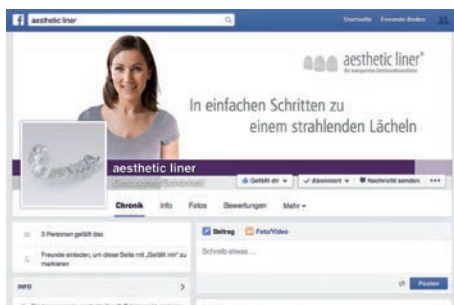 aesthetic liner
Startseite Freunde finden
aesthetic liner®
In einfachen Schritten zu
einem strahlenden Lächeln
aesthetic liner
Gefällt dir Abonniert Nachricht senden
Chronik Info Fotos Bewertungen Mehr
3 Personen gefällt das
Freunde einladen, um diese Seite mit „Gefällt mir“ zu
markieren
Beitrag Foto/Video
Schreib etwas ...
Posten
INFO